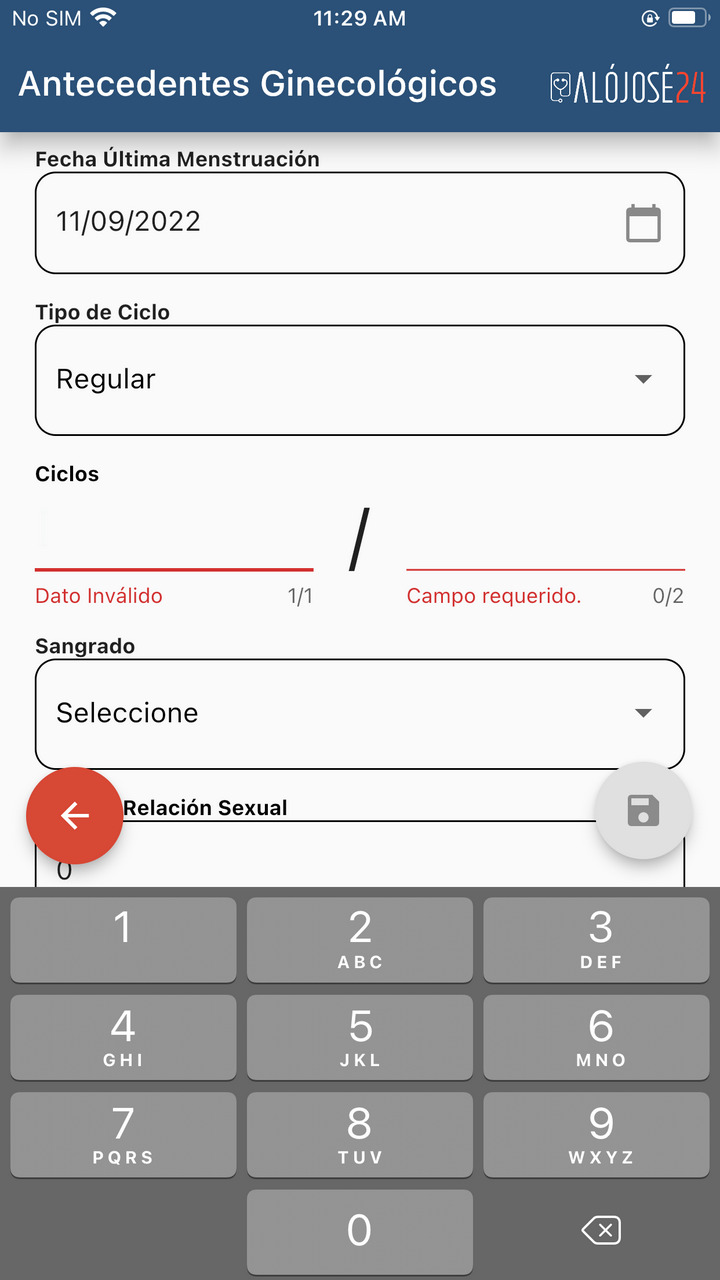 No SIM 11:29 AM
Antecedentes Ginecológicos ALÓJOSÉ24
Fecha Última Menstruación
11/09/2022
Tipo de Ciclo
Regular
Ciclos
/
Dato Inválido 1/1 Campo requerido. 0/2
Sangrado
Seleccione
Relación Sexual
0
1 2 3
ABC DEF
4 5 6
GHI JKL MNO
7 8 9
PQRS TUV WXYZ
0